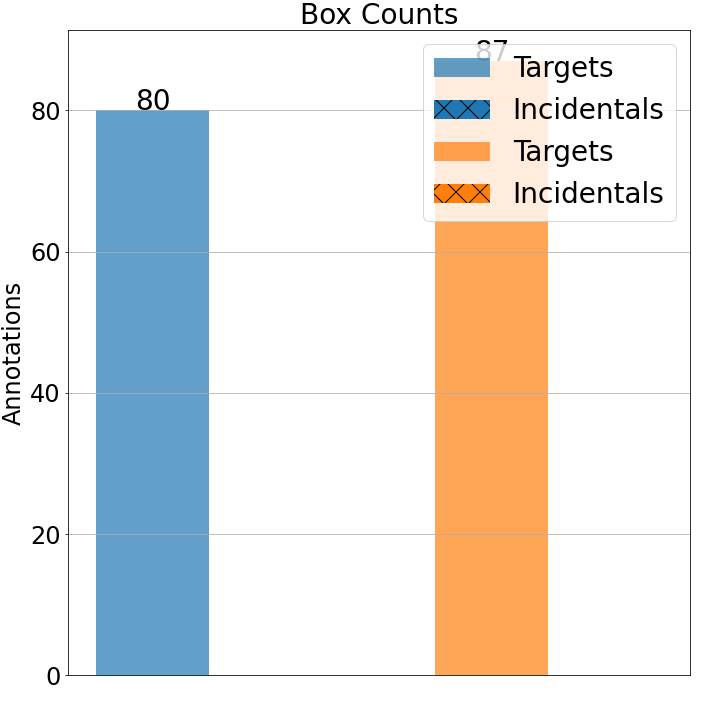 Box Counts
87
80
Targets
Incidentals
Targets
Incidentals
80
60
40
20
0
Annotations